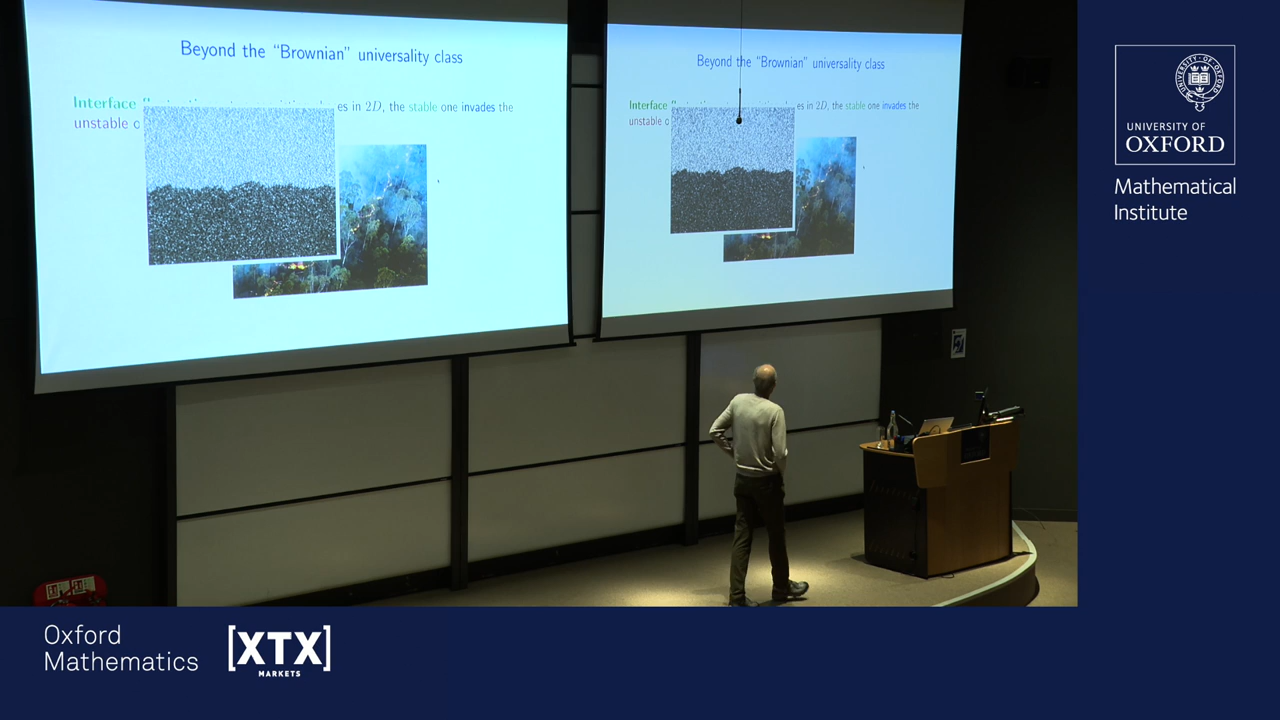 Beyond the "Brownian" universality class
Interface es in 2D, the stable one invades the
unstable
Beyond the "Brownian" universality class
Interface es in 2D, the stable one invades the
unstable
UNIVERSITY OF
OXFORD
Mathematical
Institute
Oxford
Mathematics
[XTX]
MARKETS